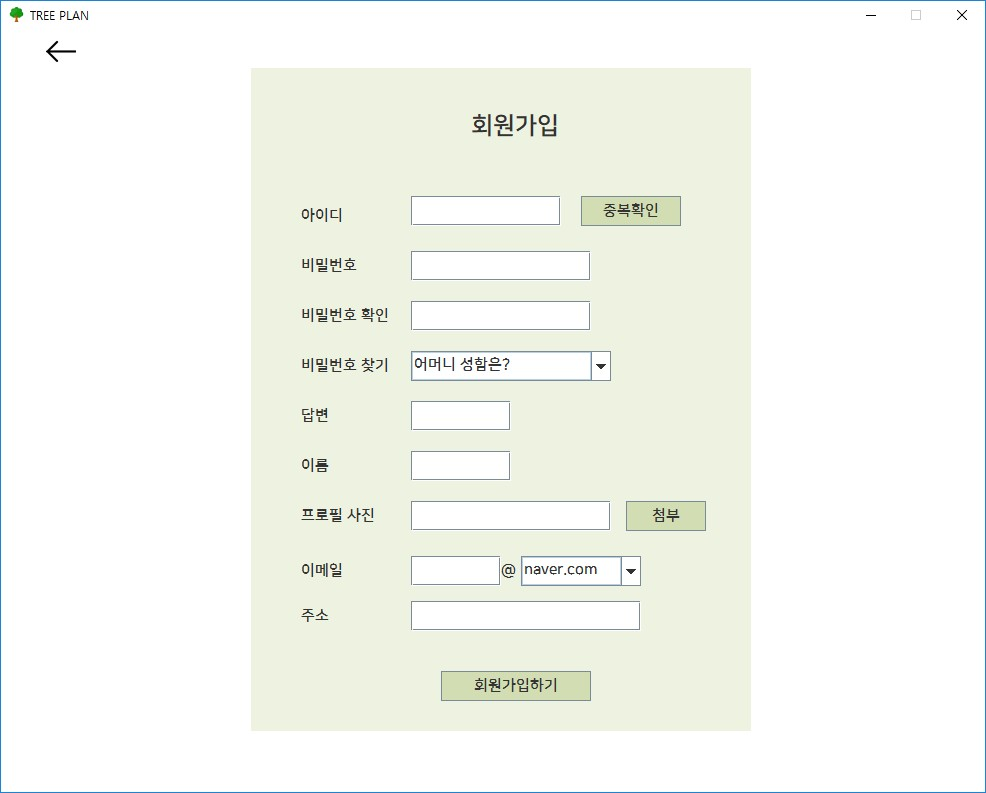 TREE PLAN
회원가입
아이디 중복확인
비밀번호
비밀번호 확인
비밀번호 찾기 어머니 성함은?
답변
이름
프로필 사진 첨부
이메일 @ naver.com
주소
회원가입하기